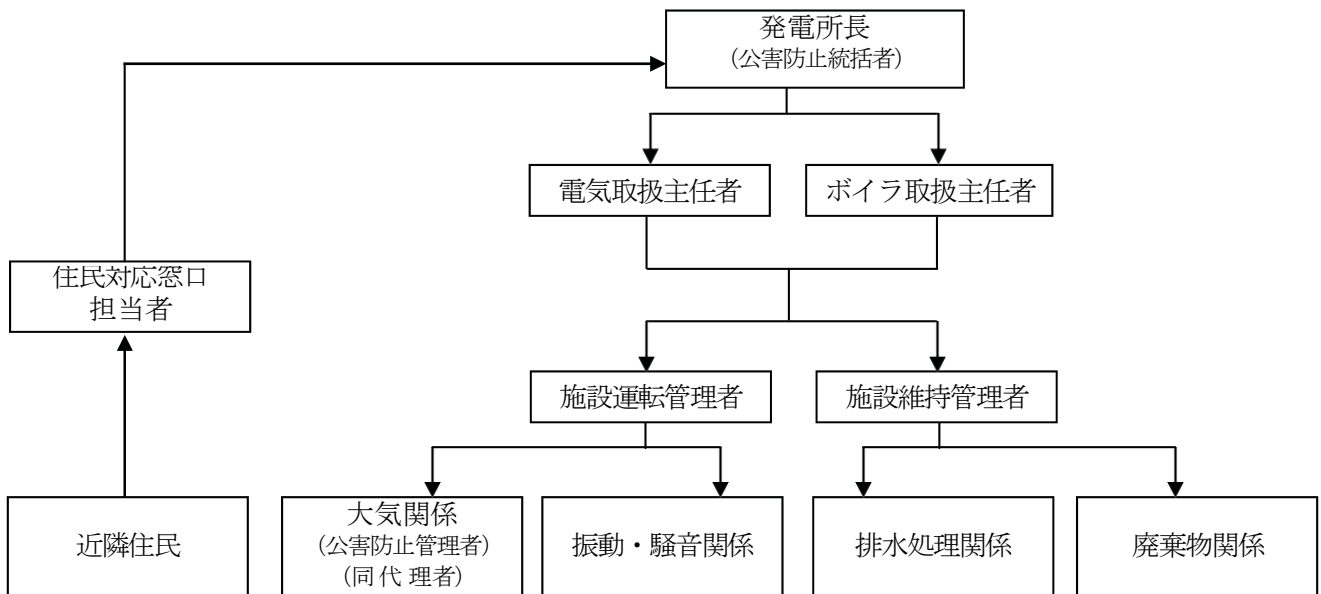 発電所長
(公害防止統括者)
電気取扱主任者
ボイラ取扱主任者
住民対応窓口
担当者
施設運転管理者
施設維持管理者
近隣住民
大気関係
(公害防止管理者)
(同代理者)
振動・騒音関係
排水処理関係
廃棄物関係